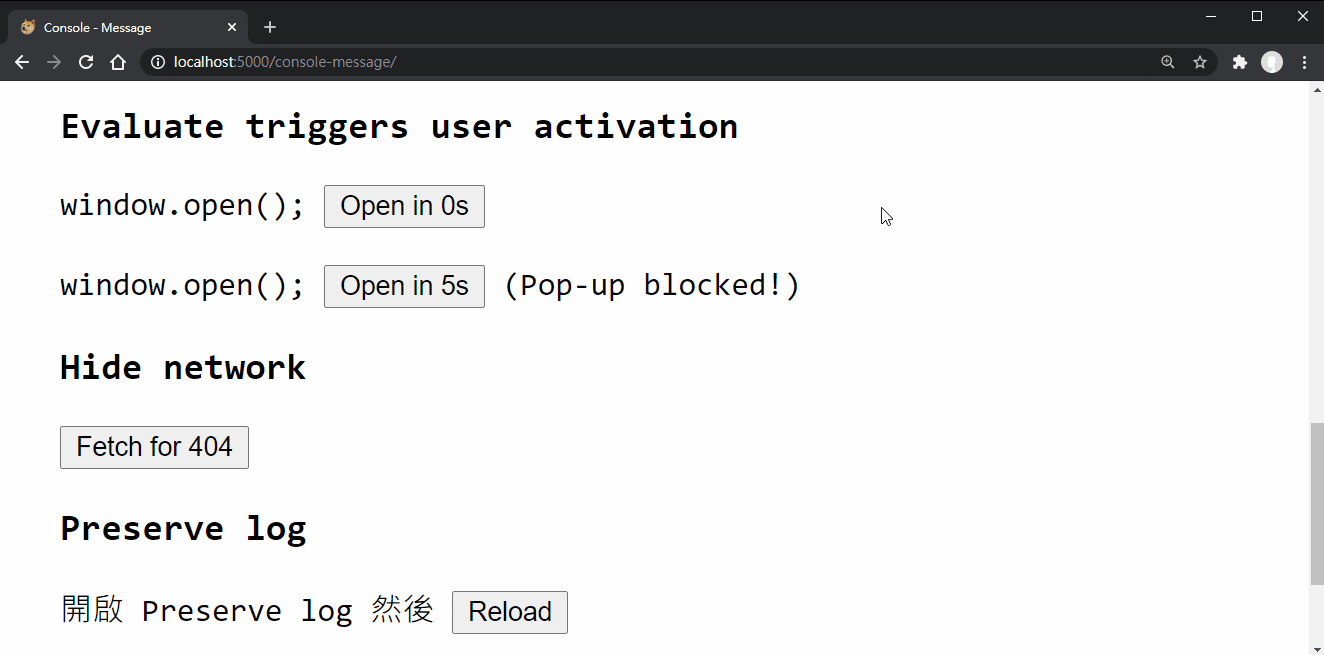 Console - Message
localhost:5000/console-message/
Evaluate triggers user activation
window.open(); Open in 0s
window.open(); Open in 5s (Pop-up blocked!)
Hide network
Fetch for 404
Preserve log
開啟 Preserve log 然後 Reload